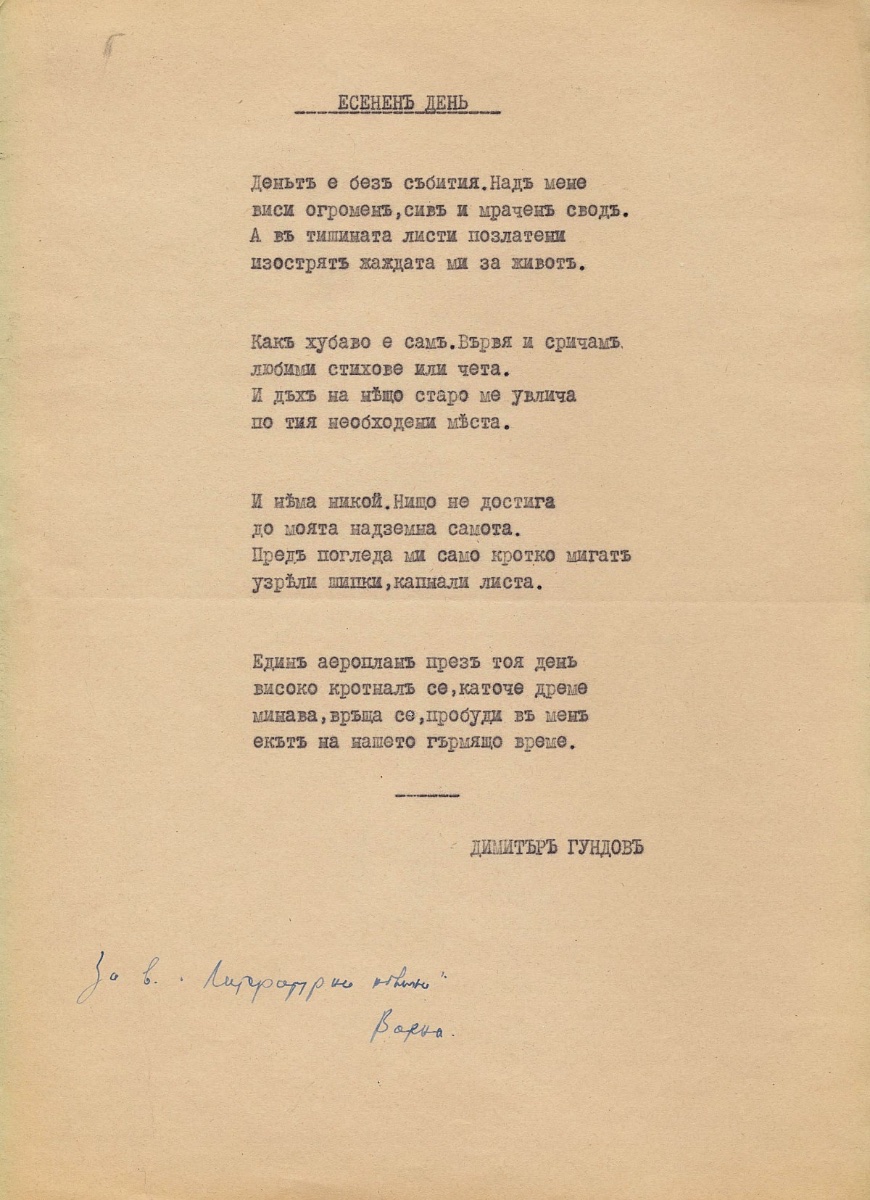 ЕСЕНЕНЪ ДЕНЬ
Деньтъ е безъ събития.Надъ мене
виси огроменъ,сивъ и мраченъ сводъ.
А въ тишината листи позлатени
изострятъ жаждата ми за животъ.
Какъ хубаво е самъ.Вървя и сричамъ
любими стихове или чета.
И дъхъ на нѣщо старо ме увлича
по тия необходени мѣста.
И нѣма никой.Нищо не достига
до моята надземна самота.
Предъ погледа ми само кротко мигатъ
узрѣли шипки,капнали листа.
Единъ аеропланъ презъ тоя день
високо кротналъ се,каточе дреме
минава,връща се,пробуди въ менъ
екътъ на нашето гърмящо време.
ДИМИТЪРЪ ГУНДОВЪ
За в. "Литературни новини"
Варна.